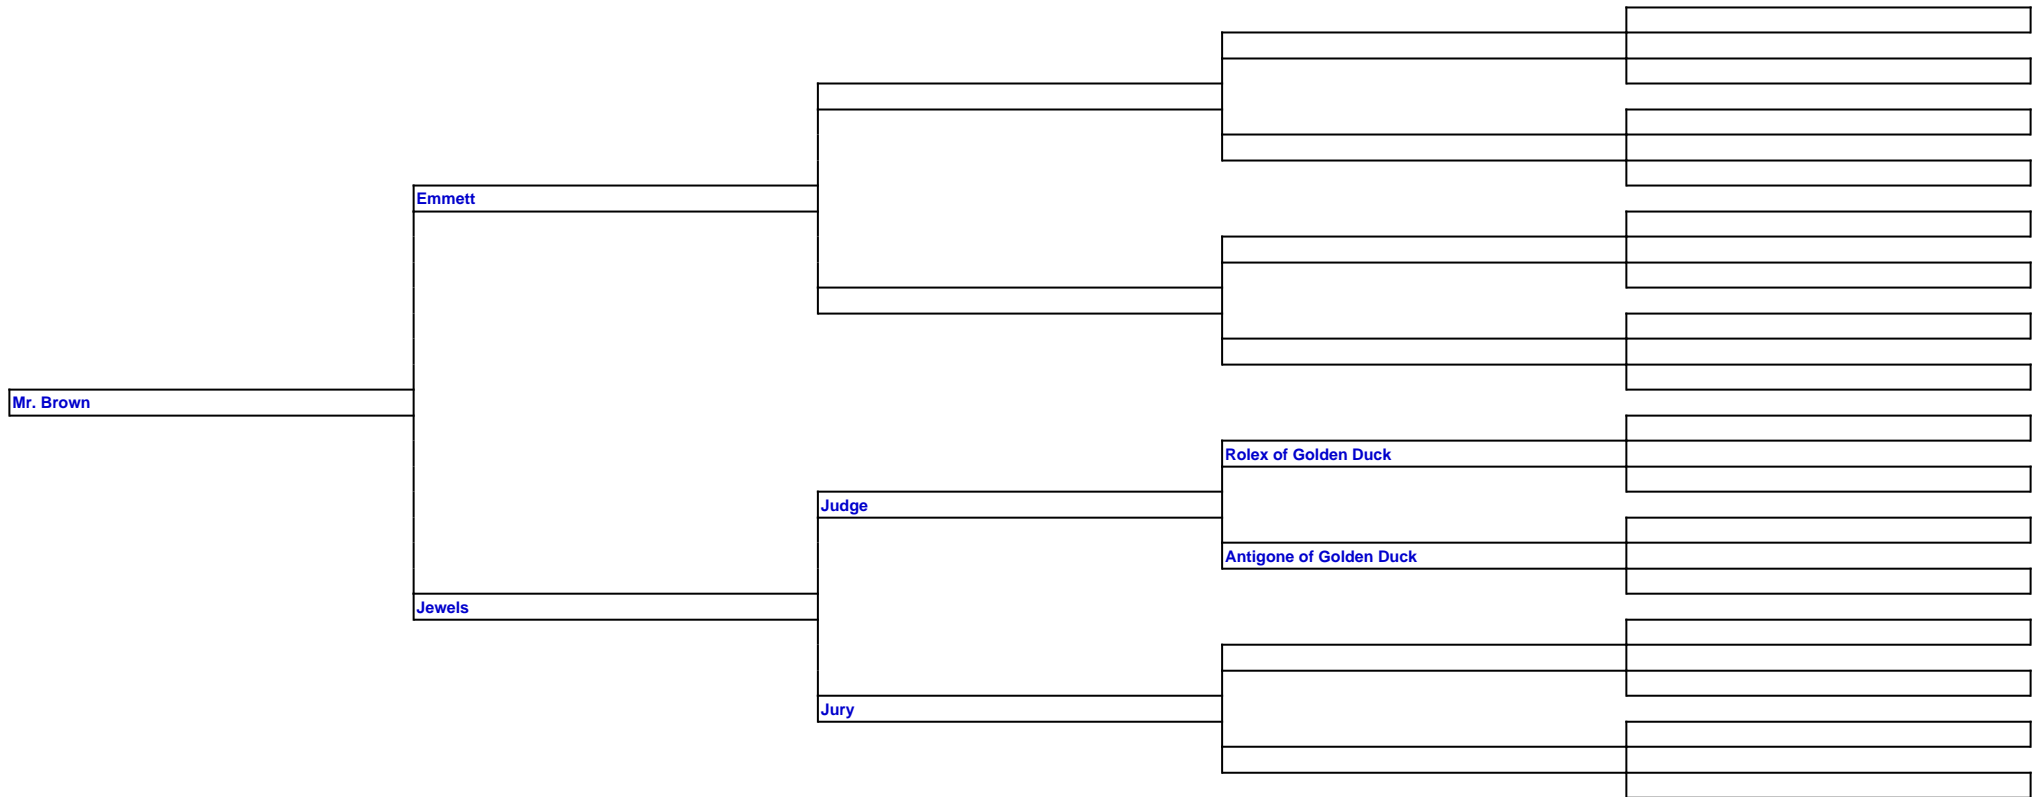 Emmett
Mr. Brown
Rolex of Golden Duck
Judge
Antigone of Golden Duck
Jewels
Jury